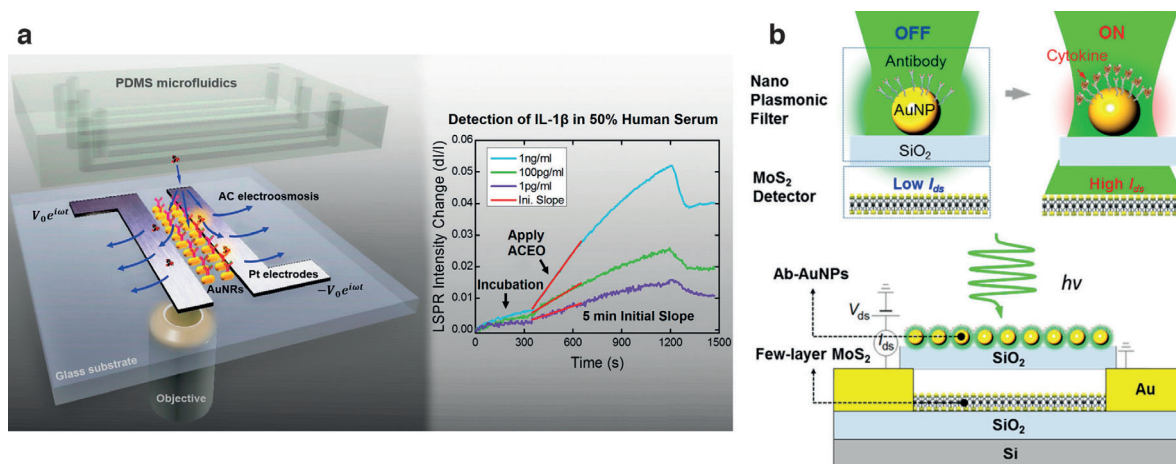 a
PDMS microfluidics
V₀e^{iωt}
AC electroosmosis
Pt electrodes
AuNRs
−V₀e^{iωt}
Glass substrate
Objective
Detection of IL-1β in 50% Human Serum
LSPR Intensity Change (dI/I)
0.06
0.05
0.04
0.03
0.02
0.01
0.00
1ng/ml
100pg/ml
1pg/ml
Ini. Slope
Apply
ACEO
Incubation
5 min Initial Slope
0
300
600
900
1200
1500
Time (s)
b
OFF
ON
Nano
Plasmonic
Filter
Antibody
AuNP
SiO₂
Cytokine
MoS₂
Detector
Low I_ds
High I_ds
hν
Ab-AuNPs
V_ds
I_ds
SiO₂
Few-layer MoS₂
Au
SiO₂
Si